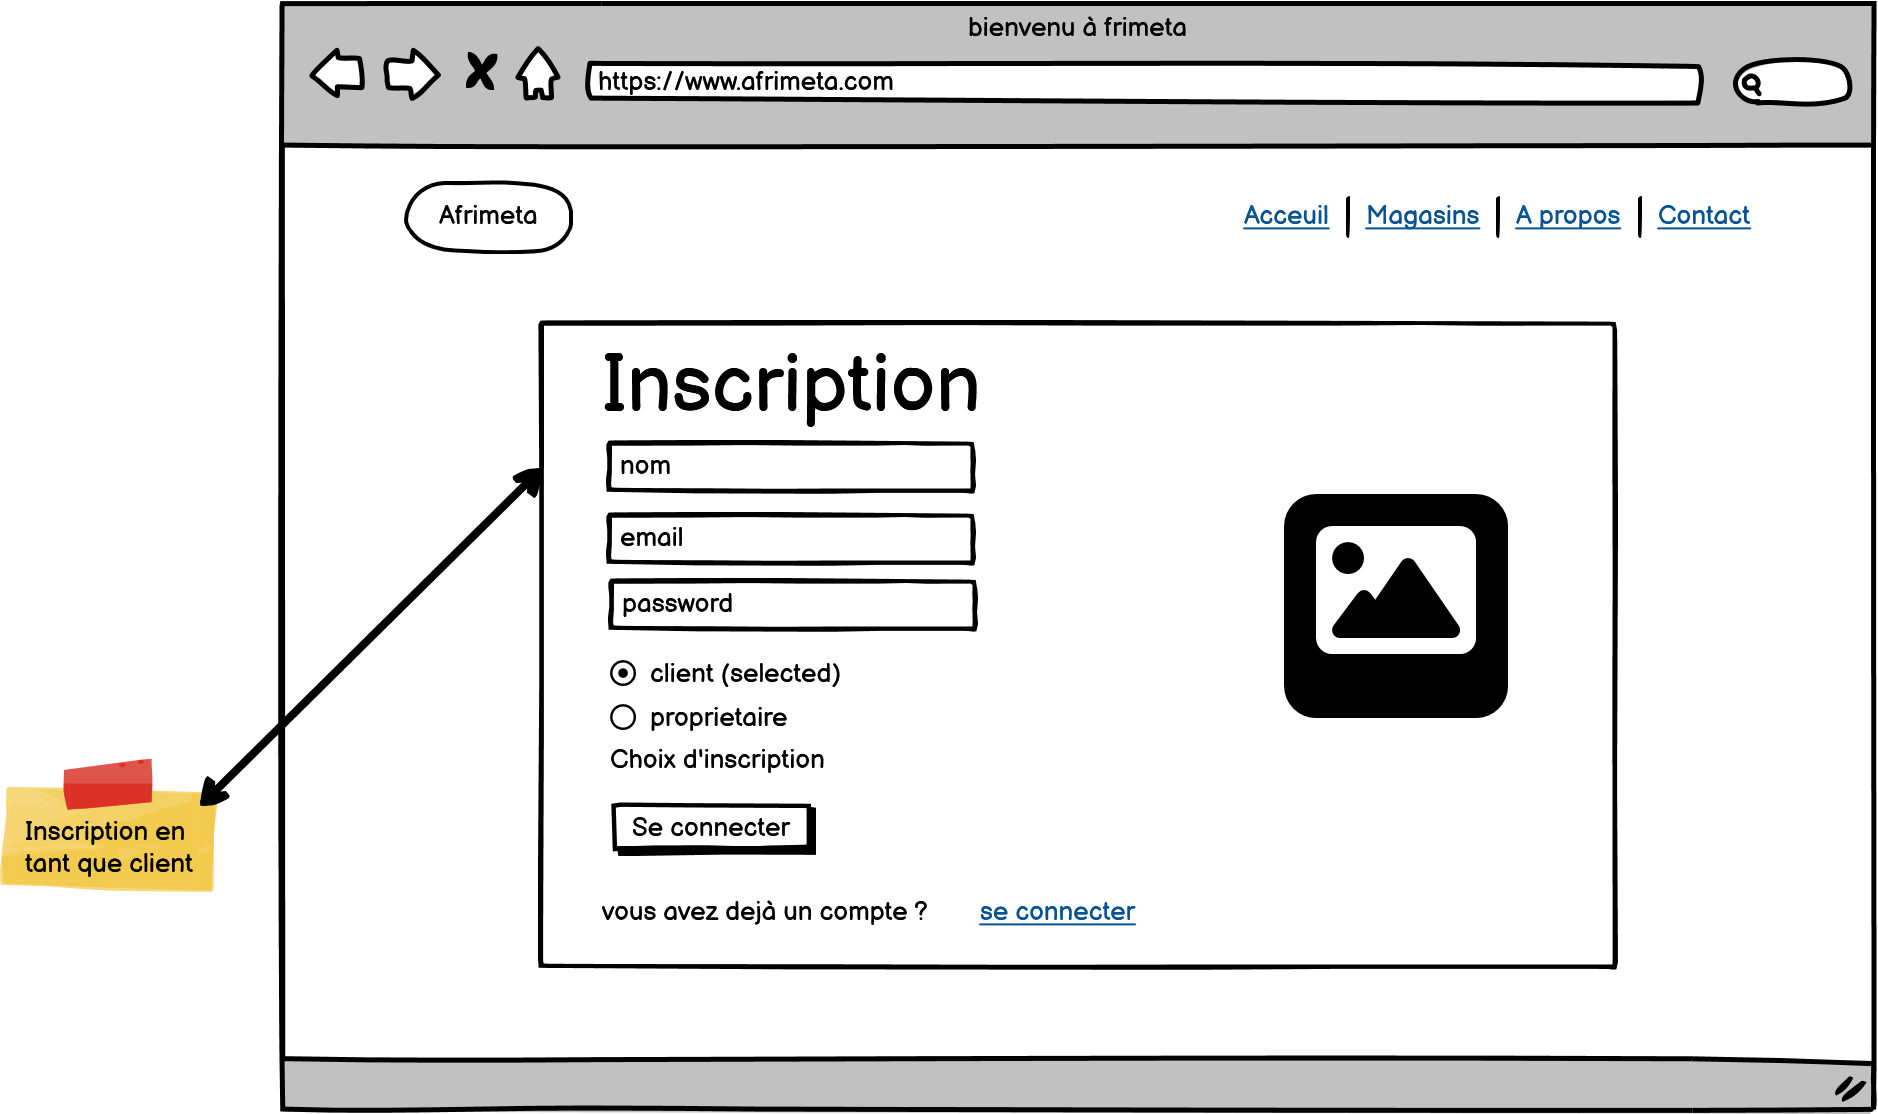 bienvenu à frimeta
https://www.afrimeta.com
Afrimeta
Acceuil
Magasins
A propos
Contact
Inscription
nom
email
password
client (selected)
proprietaire
Choix d'inscription
Se connecter
vous avez dejà un compte ? se connecter
Inscription en
tant que client